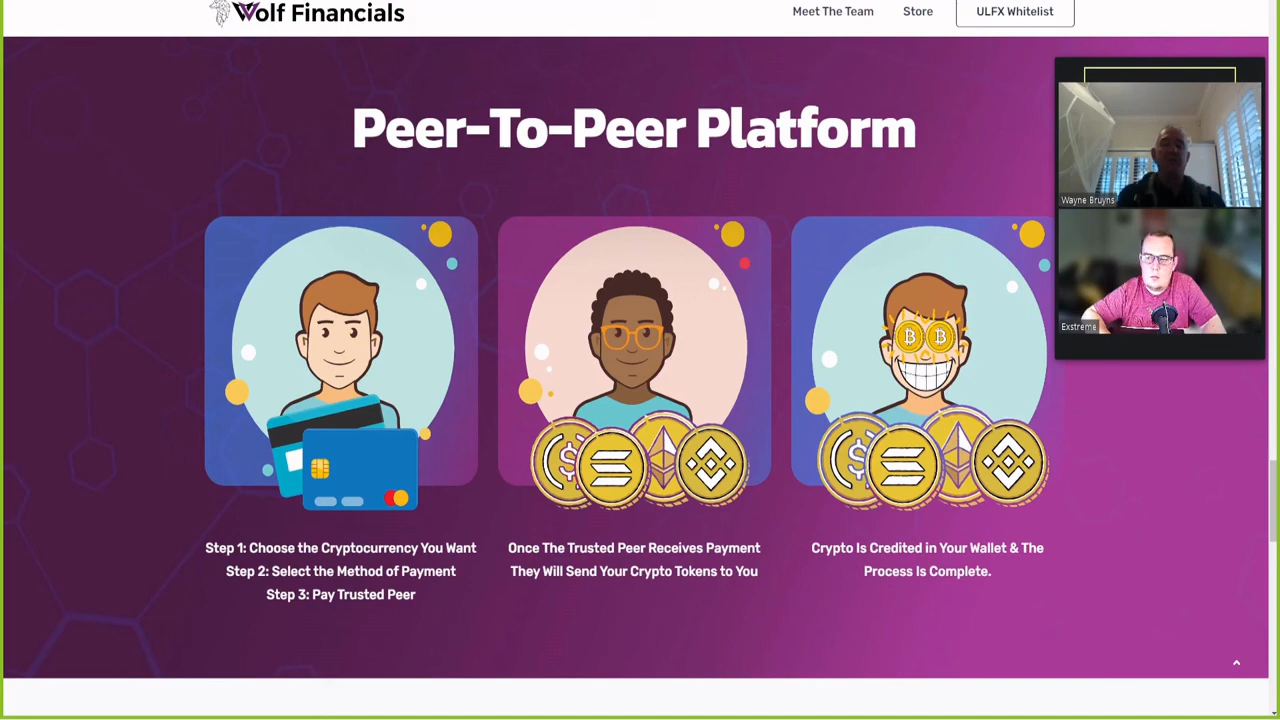 Wolf Financials
Meet The Team
Store
ULFX Whitelist
Peer-To-Peer Platform
Wayne Bruyns
Exstreme
Step 1: Choose the Cryptocurrency You Want
Step 2: Select the Method of Payment
Step 3: Pay Trusted Peer
Once The Trusted Peer Receives Payment
They Will Send Your Crypto Tokens to You
Crypto Is Credited in Your Wallet & The
Process Is Complete.